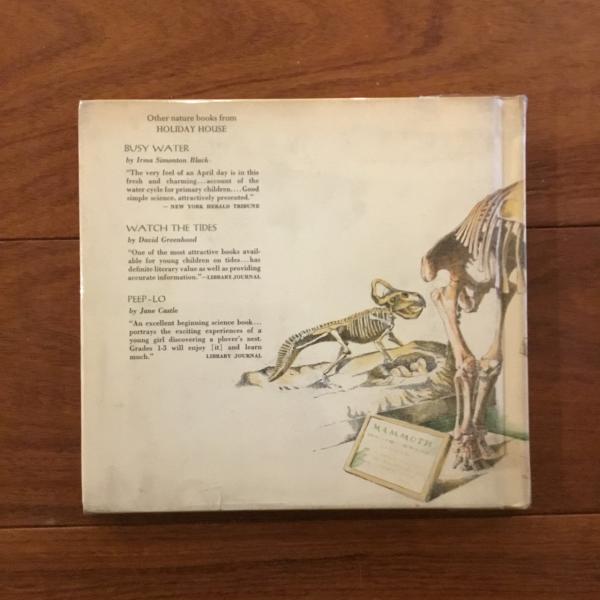 Other nature books from
HOLIDAY HOUSE
BUSY WATER
by Irma Simonton Black
"The very feel of an April day is in this
fresh and charming...account of the
water cycle for primary children....Good
simple science, attractively presented."
— NEW YORK HERALD TRIBUNE
WATCH THE TIDES
by David Greenhood
"One of the most attractive books avail-
able for young children on tides...has
definite literary value as well as providing
accurate information."—LIBRARY JOURNAL
PEEP-LO
by Jane Castle
"An excellent beginning science book...
portrays the exciting experiences of a
young girl discovering a plover's nest.
Grades 1-3 will enjoy [it] and learn
much." LIBRARY JOURNAL
MAMMOTH